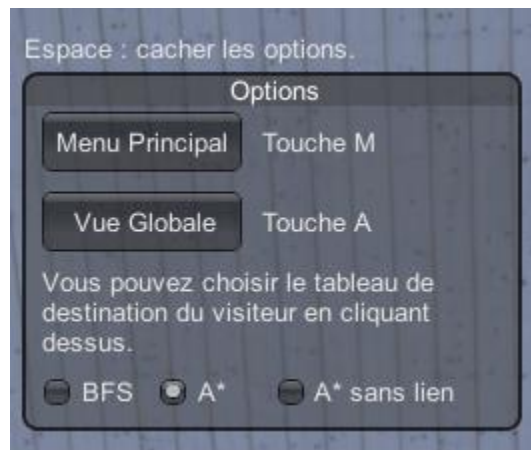 Espace : cacher les options.
Options
Menu Principal Touche M
Vue Globale Touche A
Vous pouvez choisir le tableau de
destination du visiteur en cliquant
dessus.
BFS A* A* sans lien